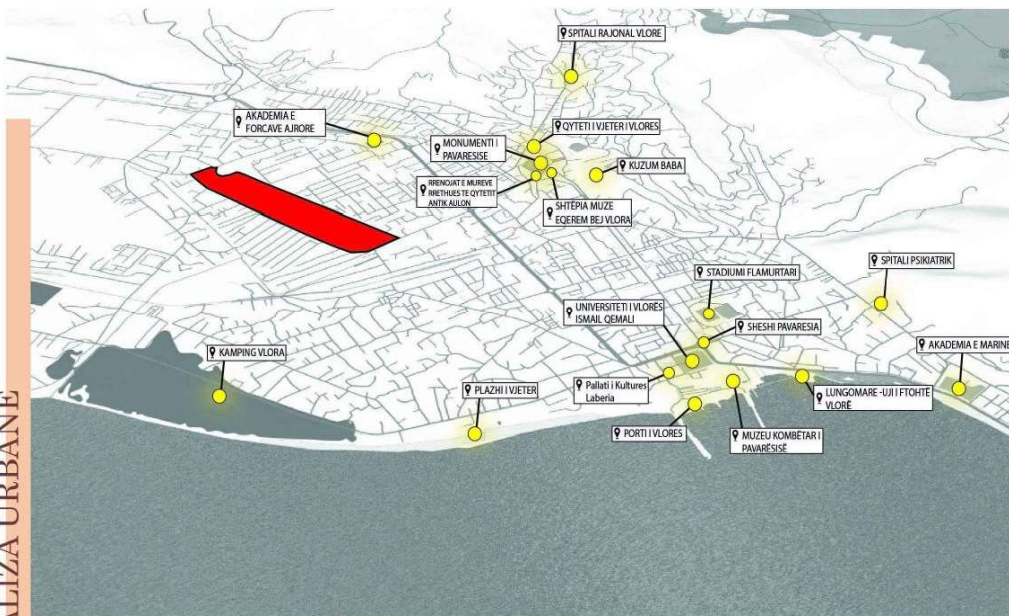 SPITALI RAJONAL VLORE
AKADEMIA E
FORCAVE AJRORE
QYTETI I VJETER I VLORES
MONUMENTI I
PAVARESISE
KUZUM BABA
RRENOJAT E MUREVE
RRETHUES TE QYTETIT
ANTIK AULON
SHTËPIA MUZE
EQEREM BEJ VLORA
SPITALI PSIKIATRIK
STADIUMI FLAMURTARI
UNIVERSITETI I VLORËS
ISMAIL QEMALI
SHESHI PAVARESIA
AKADEMIA E MARINE
KAMPING VLORA
PLAZHI I VJETER
Pallati i Kultures
Laberia
LUNGOMARE -UJI I FTOHTË
VLORË
PORTI I VLORES
MUZEU KOMBËTAR I
PAVARËSISË
ALIZA URBANE